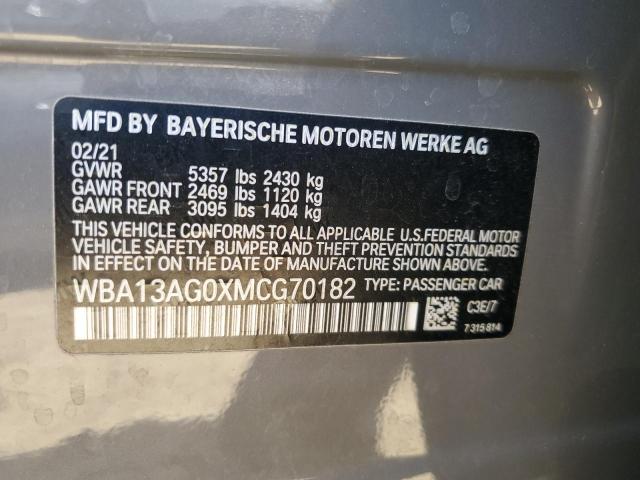 MFD BY BAYERISCHE MOTOREN WERKE AG
02/21
GVWR 5357 lbs 2430 kg
GAWR FRONT 2469 lbs 1120 kg
GAWR REAR 3095 lbs 1404 kg
THIS VEHICLE CONFORMS TO ALL APPLICABLE U.S.FEDERAL MOTOR
VEHICLE SAFETY, BUMPER AND THEFT PREVENTION STANDARDS
IN EFFECT ON THE DATE OF MANUFACTURE SHOWN ABOVE.
WBA13AG0XMCG70182 TYPE: PASSENGER CAR
C3E/7
7 315 814